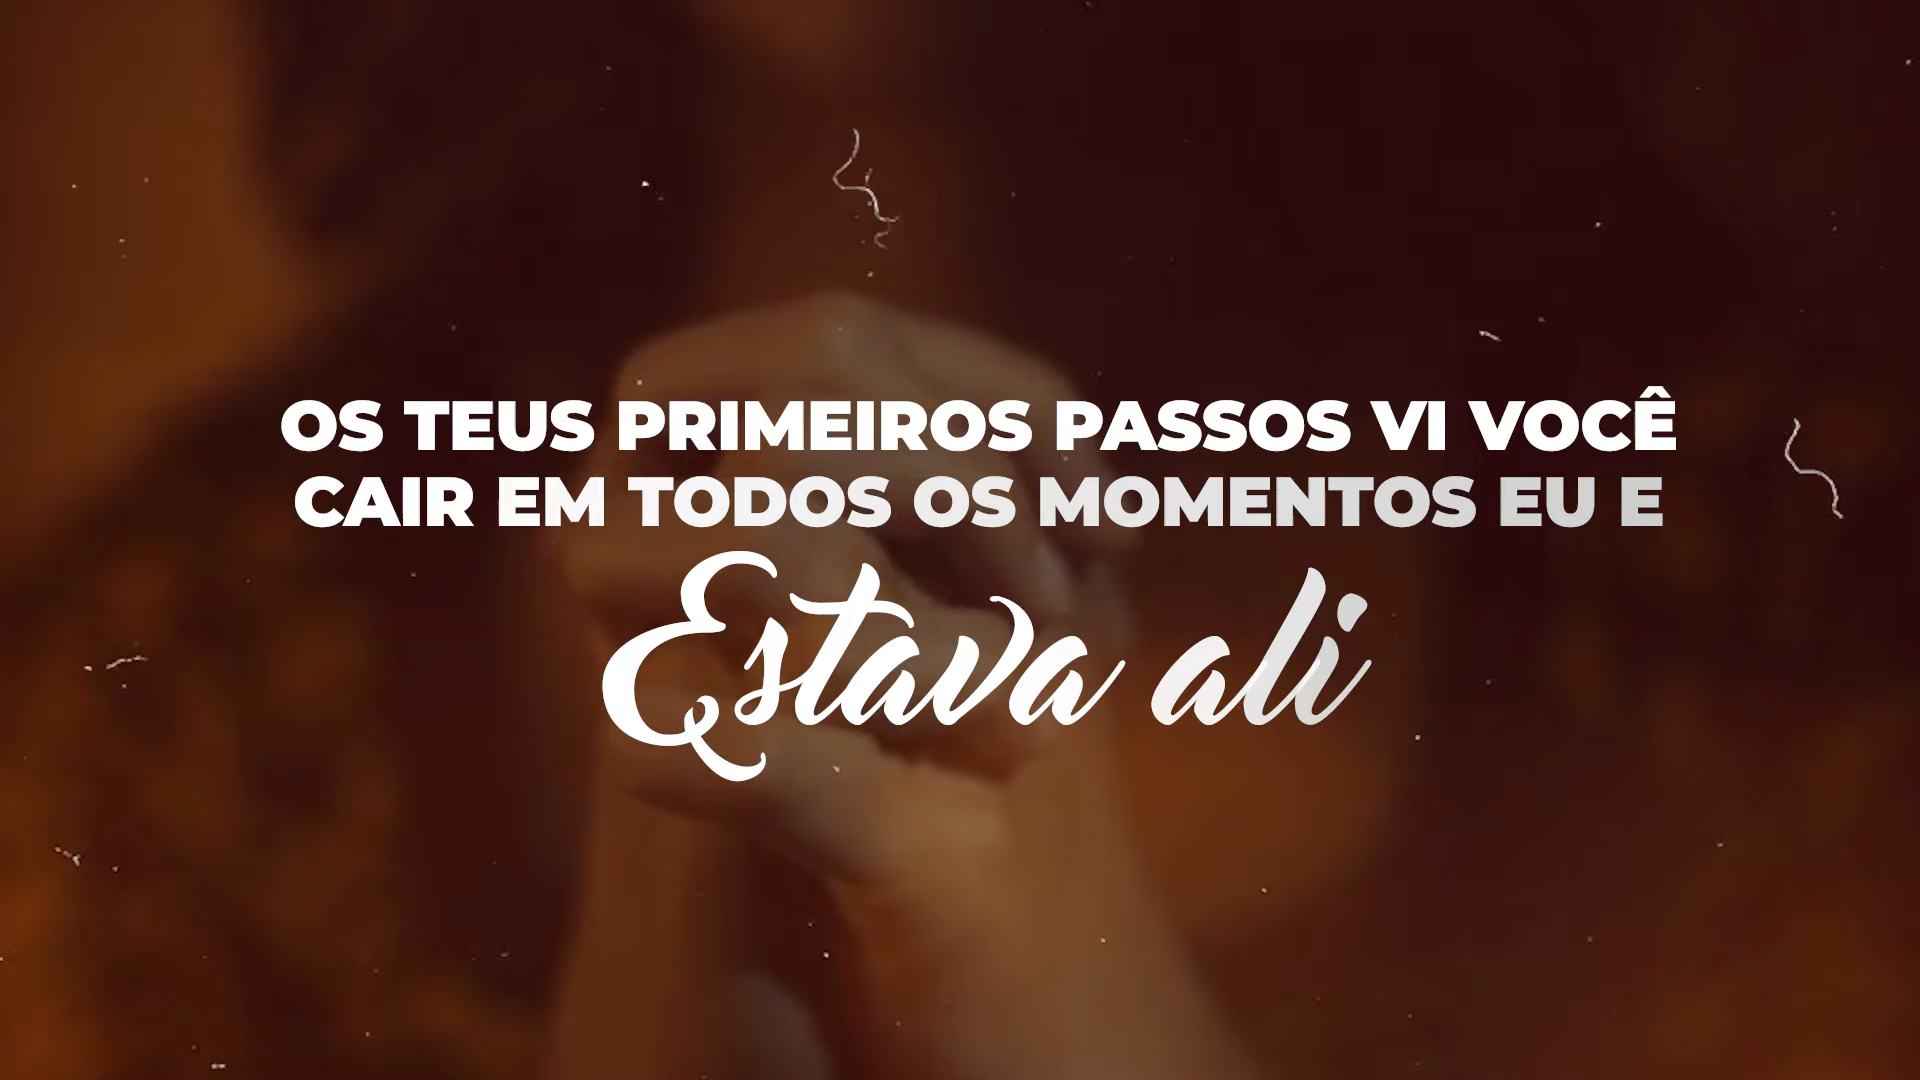 OS TEUS PRIMEIROS PASSOS VI VOCÊ
CAIR EM TODOS OS MOMENTOS EU E
Estava ali